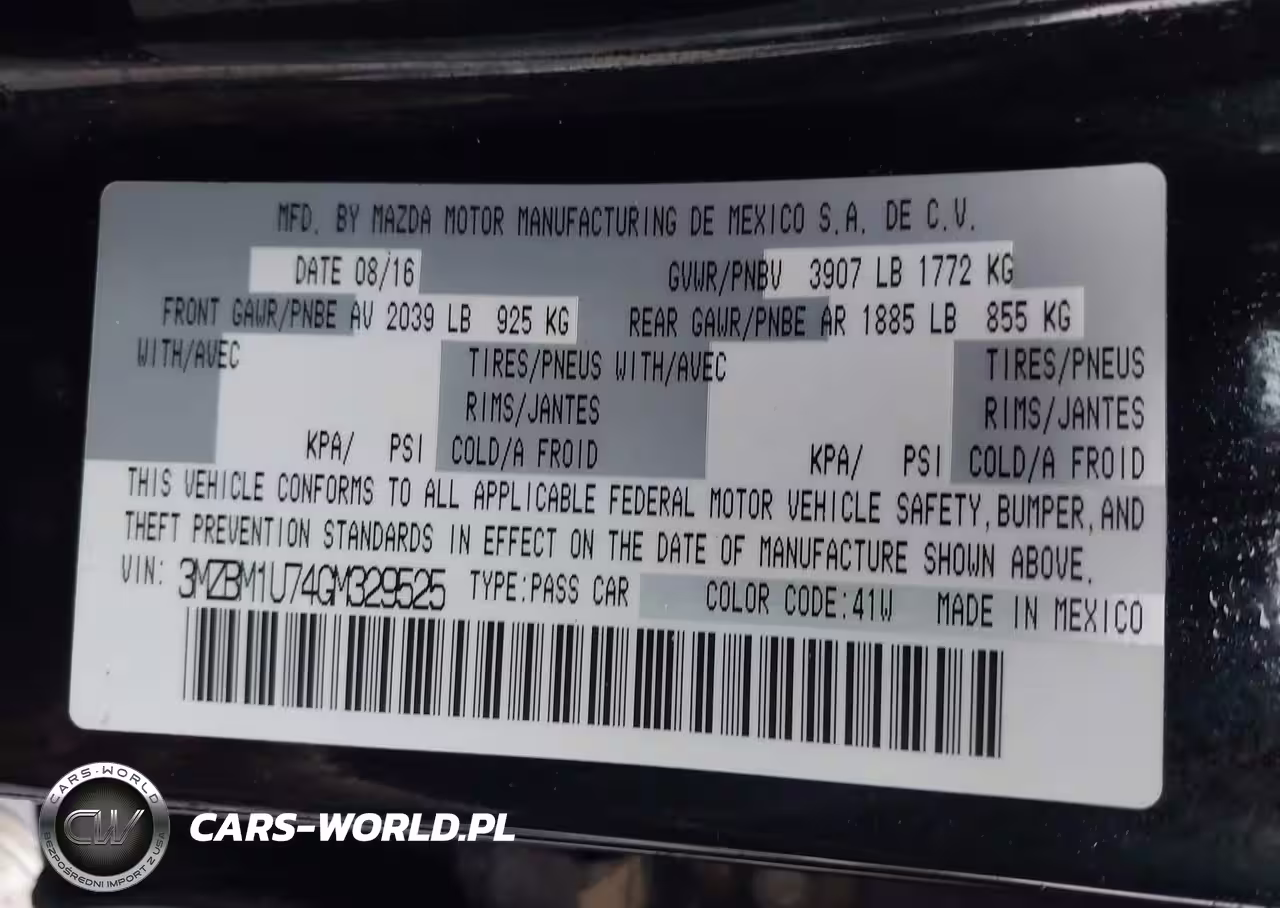 MFD. BY MAZDA MOTOR MANUFACTURING DE MEXICO S.A. DE C.V.
DATE 08/16 GVWR/PNBV 3907 LB 1772 KG
FRONT GAWR/PNBE AV 2039 LB 925 KG REAR GAWR/PNBE AR 1885 LB 855 KG
WITH/AVEC TIRES/PNEUS WITH/AVEC TIRES/PNEUS
RIMS/JANTES RIMS/JANTES
KPA/ PSI COLD/A FROID KPA/ PSI COLD/A FROID
THIS VEHICLE CONFORMS TO ALL APPLICABLE FEDERAL MOTOR VEHICLE SAFETY, BUMPER, AND
THEFT PREVENTION STANDARDS IN EFFECT ON THE DATE OF MANUFACTURE SHOWN ABOVE.
VIN: 3MZBM1U74GM329525 TYPE:PASS CAR COLOR CODE:41W MADE IN MEXICO
CARS-WORLD
CW
BEZPOŚREDNI IMPORT Z USA
CARS-WORLD.PL